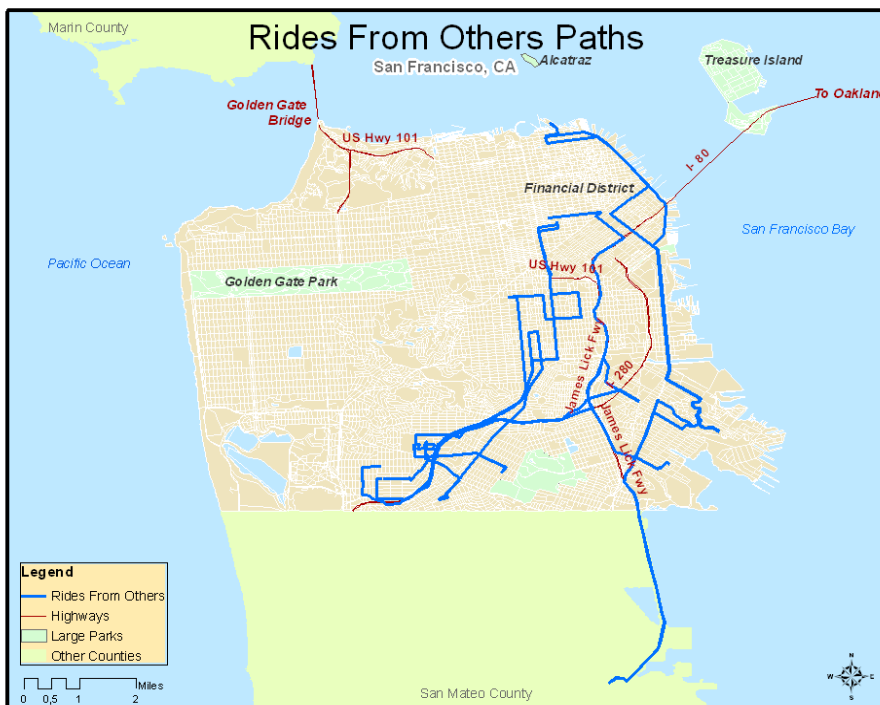 Marin County
Rides From Others Paths
San Francisco, CA
Alcatraz
Treasure Island
To Oakland
Golden Gate
Bridge
US Hwy 101
I- 80
Financial District
San Francisco Bay
Pacific Ocean
Golden Gate Park
US Hwy 101
James Lick Fwy
I- 280
James Lick Fwy
Legend
Rides From Others
Highways
Large Parks
Other Counties
Miles
0 0,5 1 2
San Mateo County
N
W E
S